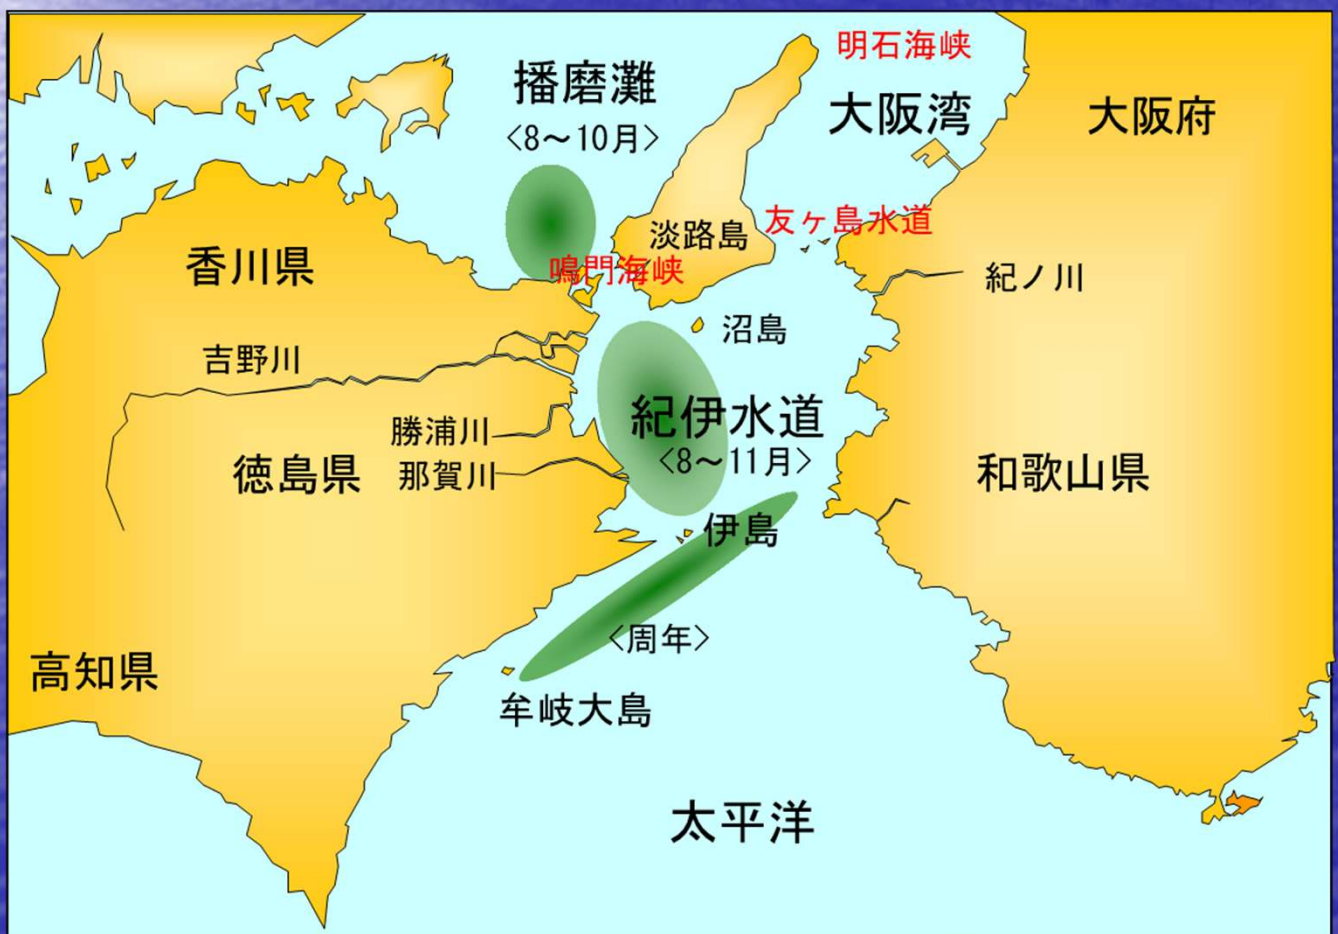 明石海峡
播磨灘
<8～10月>
大阪湾
大阪府
友ヶ島水道
淡路島
香川県
鳴門海峡
紀ノ川
沼島
吉野川
紀伊水道
<8～11月>
勝浦川
那賀川
徳島県
和歌山県
伊島
<周年>
高知県
牟岐大島
太平洋